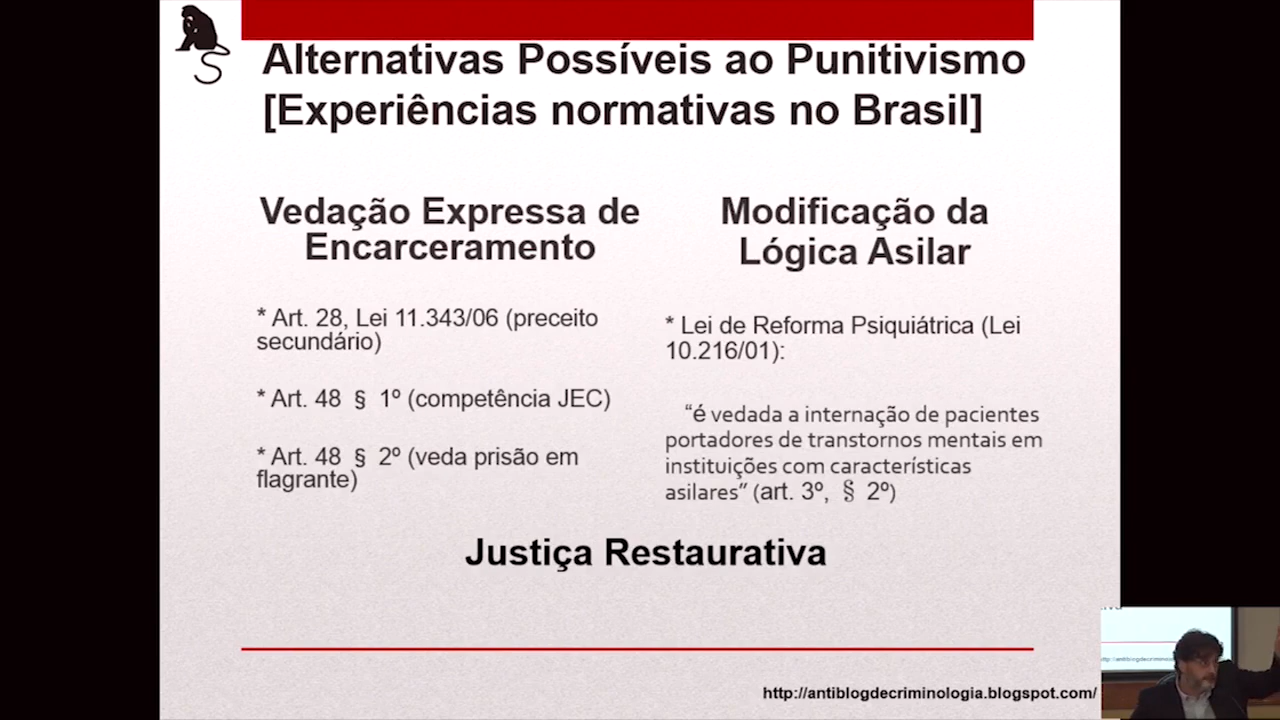 Alternativas Possíveis ao Punitivismo
[Experiências normativas no Brasil]
Vedação Expressa de
Encarceramento
* Art. 28, Lei 11.343/06 (preceito
secundário)
* Art. 48 § 1º (competência JEC)
* Art. 48 § 2º (veda prisão em
flagrante)
Modificação da
Lógica Asilar
* Lei de Reforma Psiquiátrica (Lei
10.216/01):
“é vedada a internação de pacientes
portadores de transtornos mentais em
instituições com características
asilares” (art. 3º, § 2º)
Justiça Restaurativa
http://antiblogdecriminologia.blogspot.com/